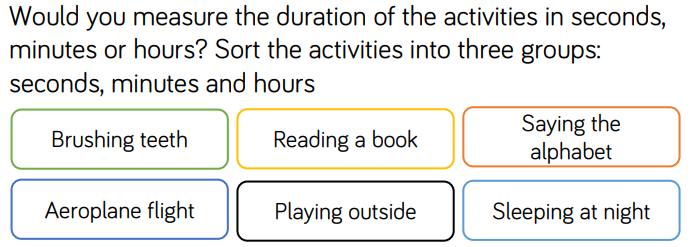 Would you measure the duration of the activities in seconds,
minutes or hours? Sort the activities into three groups:
seconds, minutes and hours
Brushing teeth
Reading a book
Saying the
alphabet
Aeroplane flight
Playing outside
Sleeping at night